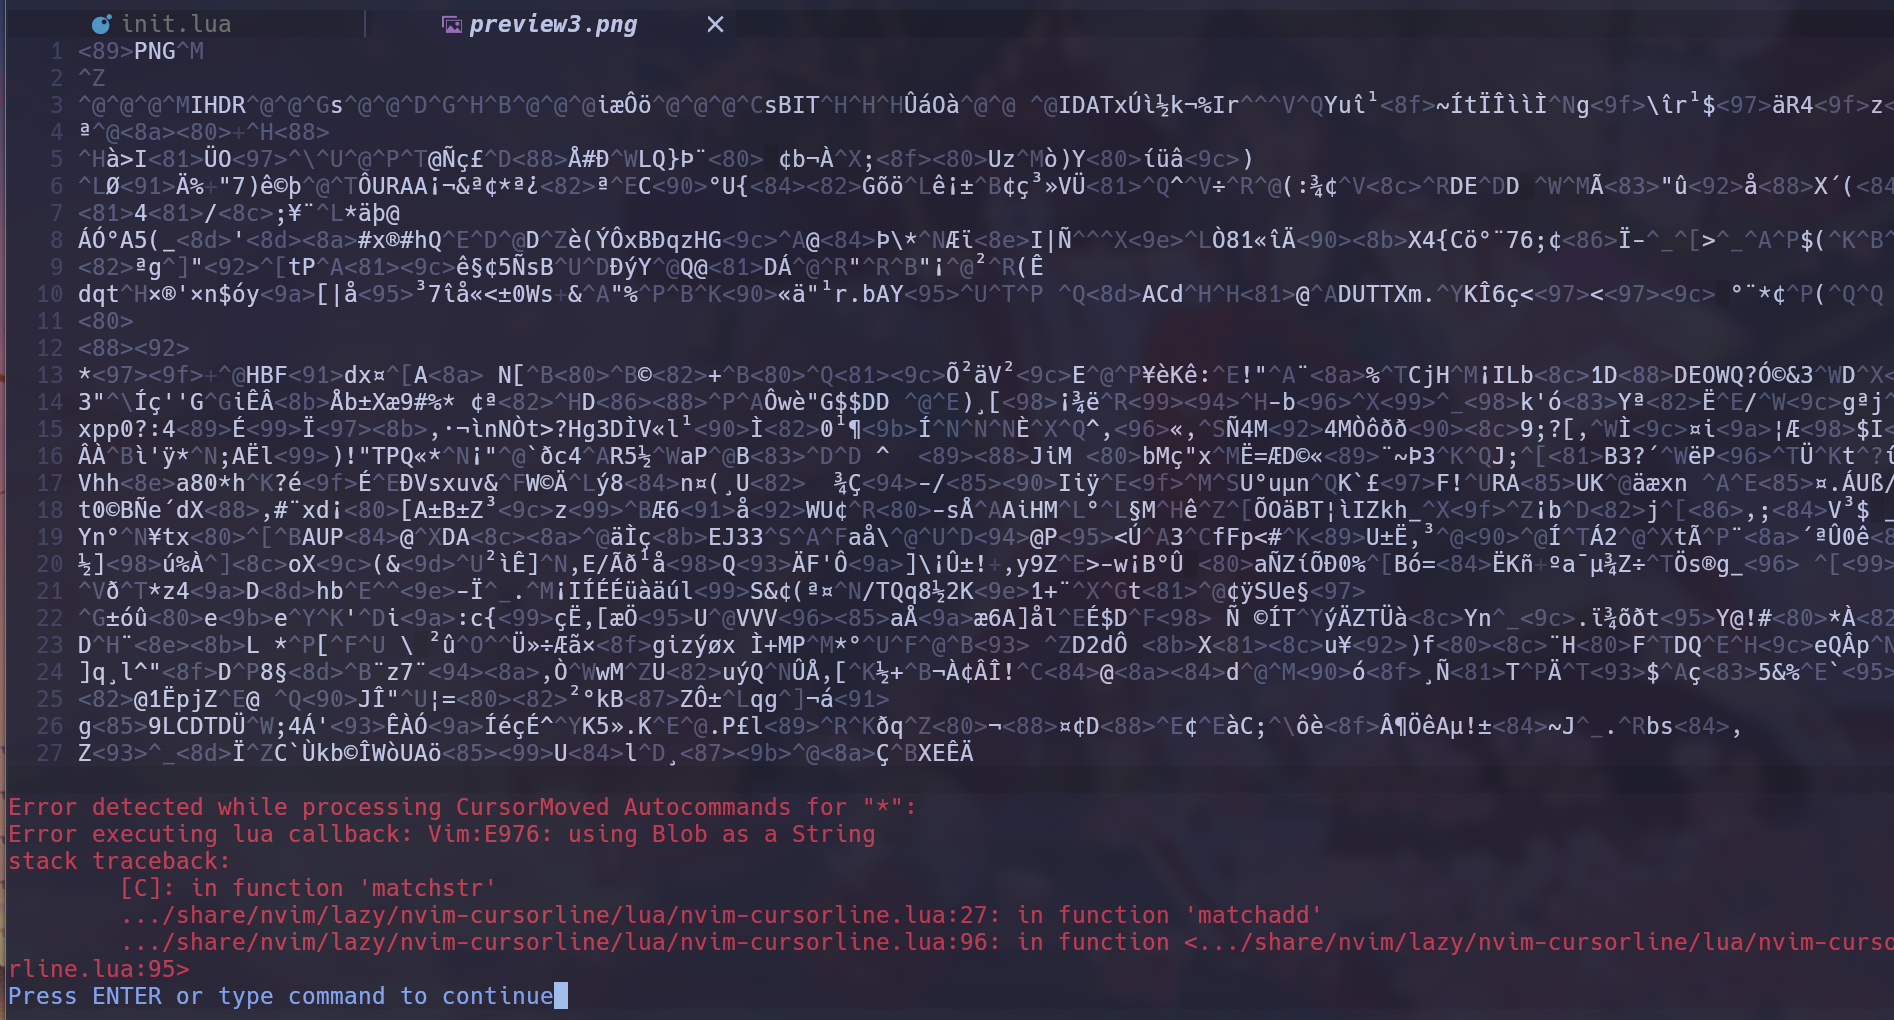 init.lua preview3.png ×
1 <89>PNG^M
2 ^Z
3 ^@^@^@^MIHDR^@^@^Gs^@^@^D^G^H^B^@^@^@iæÔö^@^@^@^CsBIT^H^H^HÛáOà^@^@ ^@IDATxÚì½k¬%Ir^^^V^QYuî¹<8f>~ÍtÏÎììÌ^Ng<9f>\îr¹$<97>äR4<9f>z<
4 ª^@<8a><80>+^H<88>
5 ^Hà>I<81>ÜO<97>^\^U^@^P^T@Ñç£^D<88>Å#Ð^WLQ}Þ¨<80> ¢b¬À^X;<8f><80>Uz^Mò)Y<80>íüâ<9c>)
6 ^LØ<91>Ä%+"7)ê©þ^@^TÔURAA¡¬&ª¢*ª¿<82>ª^EC<90>°U{<84><82>Gõö^Lê¡±^B¢ç³»VÜ<81>^Q^^V÷^R^@(:¾¢^V<8c>^RDE^DD ^W^MÃ<83>"û<92>å<88>X´(<84
7 <81>4<81>/<8c>;¥¨^L*äþ@
8 ÁÓ°A5(_<8d>'<8d><8a>#x®#hQ^E^D^@D^Zè(ÝÔxBÐqzHG<9c>^A@<84>Þ\*^NÆï<8e>I|Ñ^^^X<9e>^LÒ81«îÄ<90><8b>X4{Cö°¨76;¢<86>Ï-^_^[>^_^A^P$(^K^B^
9 <82>ªg^]"<92>^[tP^A<81><9c>ê§¢5ÑsB^U^DÐýY^@Q@<81>DÁ^@^R"^R^B"¡^@²^R(Ê
10 dqt^H×®'×n$óy<9a>[|å<95>³7îå«<±0Ws+&^A"%^P^B^K<90>«ä"¹r.bAY<95>^U^T^P ^Q<8d>ACd^H^H<81>@^ADUTTXm.^YKÎ6ç<<97><<97><9c> °¨*¢^P(^Q^Q
11 <80>
12 <88><92>
13 *<97><9f>+^@HBF<91>dx¤^[A<8a> N[^B<80>^B©<82>+^B<80>^Q<81><9c>Õ²äV²<9c>E^@^P¥èKê:^E!"^A¨<8a>%^TCjH^M¡ILb<8c>1D<88>DEOWQ?Ó©&3^WD^X<
14 3"^\Íç''G^GiÊÂ<8b>Åb±Xæ9#%* ¢ª<82>^HD<86><88>^P^AÔwè"G$$DD ^@^E)¸[<98>¡¾ë^R<99><94>^H-b<96>^X<99>^_<98>k'ó<83>Yª<82>Ë^E/^W<9c>gªj^
15 xpp0?:4<89>É<99>Ï<97><8b>,·¬ìnNÒt>?Hg3DÌV«l¹<90>Ì<82>0¹¶<9b>Í^N^N^NÈ^X^Q^,<96>«,^SÑ4M<92>4MÒôðð<90><8c>9;?[,^WÌ<9c>¤i<9a>¦Æ<98>$I<
16 ÂÀ^Bì'ÿ*^N;AËl<99>)!"TPQ«*^N¡"^@`ðc4^AR5½^WaP^@B<83>^D^D ^  <89><88>JiM <80>bMç"x^MË=ÆD©«<89>¨~Þ3^K^QJ;^[<81>B3?´^WëP<96>^TÜ^Kt^?ú
17 Vhh<8e>a80*h^K?é<9f>É^EÐVsxuv&^FW©Ä^Lý8<84>n¤(¸U<82>  ¾Ç<94>-/<85><90>Iiÿ^E<9f>^M^SU°uµn^QK`£<97>F!^URA<85>UK^@äæxn ^A^E<85>¤.ÁUß/
18 t0©BÑe´dX<88>,#¨xd¡<80>[A±B±Z³<9c>z<99>^BÆ6<91>å<92>WU¢^R<80>-sÅ^AAiHM^L°^L§M^Hê^Z^[ÕOäBT¦ìIZkh_^X<9f>^Z¡b^D<82>j^[<86>,;<84>V³$ _
19 Yn°^N¥tx<80>^[^BAUP<84>@^XDA<8c><8a>^@äÌç<8b>EJ33^S^A^Faå\^@^U^D<94>@P<95><Ú^A3^CfFp<#^K<89>U±Ë,³^@<90>^@Í^TÁ2^@^XtÃ^P¨<8a>´ªÛ0ê<8
20 ½]<98>ú%À^]<8c>oX<9c>(&<9d>^U²ìÊ]^N,E/Ãð¹å<98>Q<93>ÄF'Ô<9a>]\¡Û±!+,y9Z^E>-w¡B°Û <80>aÑZíÕÐ0%^[Bó=<84>ËKñ+ºa¯µ¾Z÷^TÖs®g_<96> ^[<99>
21 ^Vð^T*z4<9a>D<8d>hb^E^^<9e>-Ï^_.^M¡IÍÉÉüàäúl<99>S&¢(ª¤^N/TQq8½2K<9e>1+¨^X^Gt<81>^@¢ÿSUe§<97>
22 ^G±óû<80>e<9b>e^Y^K'^Di<9a>:c{<99>çË,[æÖ<95>U^@VVV<96><85>aÅ<9a>æ6A]ål^EÉ$D^F<98> Ñ ©ÍT^YýÄZTÜà<8c>Yn^_<9c>.ï¾õðt<95>Y@!#<80>*À<82
23 D^H¨<8e><8b>L *^P[^F^U \ ²û^O^^Ü»÷Æã×<8f>gizýøx Ì+MP^M*°^U^F^@^B<93> ^ZD2dÔ <8b>X<81><8c>u¥<92>)f<80><8c>¨H<80>F^TDQ^E^H<9c>eQÂp^N
24 ]q¸l^"<8f>D^P8§<8d>^B¨z7¨<94><8a>,Ò^WwM^ZU<82>uýQ^NÛÅ,[^K½+^B¬À¢ÂÎ!^C<84>@<8a><84>d^@^M<90>ó<8f>¸Ñ<81>T^PÄ^T<93>$^Aç<83>5&%^E`<95>
25 <82>@1ËpjZ^E@ ^Q<90>JÎ"^U¦=<80><82>²°kB<87>ZÔ±^Lqg^]¬á<91>
26 g<85>9LCDTDÜ^W;4Á'<93>ÊÀÓ<9a>ÍéçÉ^^YK5».K^E^@.P£l<89>^R^Kðq^Z<80>¬<88>¤¢D<88>^E¢^EàC;^\ôè<8f>Â¶ÖêAµ!±<84>~J^_.^Rbs<84>,
27 Z<93>^_<8d>Ï^ZC`Ùkb©ÎWòUAö<85><99>U<84>l^D¸<87><9b>^@<8a>Ç^BXEÊÄ
Error detected while processing CursorMoved Autocommands for "*":
Error executing lua callback: Vim:E976: using Blob as a String
stack traceback:
[C]: in function 'matchstr'
.../share/nvim/lazy/nvim-cursorline/lua/nvim-cursorline.lua:27: in function 'matchadd'
.../share/nvim/lazy/nvim-cursorline/lua/nvim-cursorline.lua:96: in function <.../share/nvim/lazy/nvim-cursorline/lua/nvim-curso
rline.lua:95>
Press ENTER or type command to continue